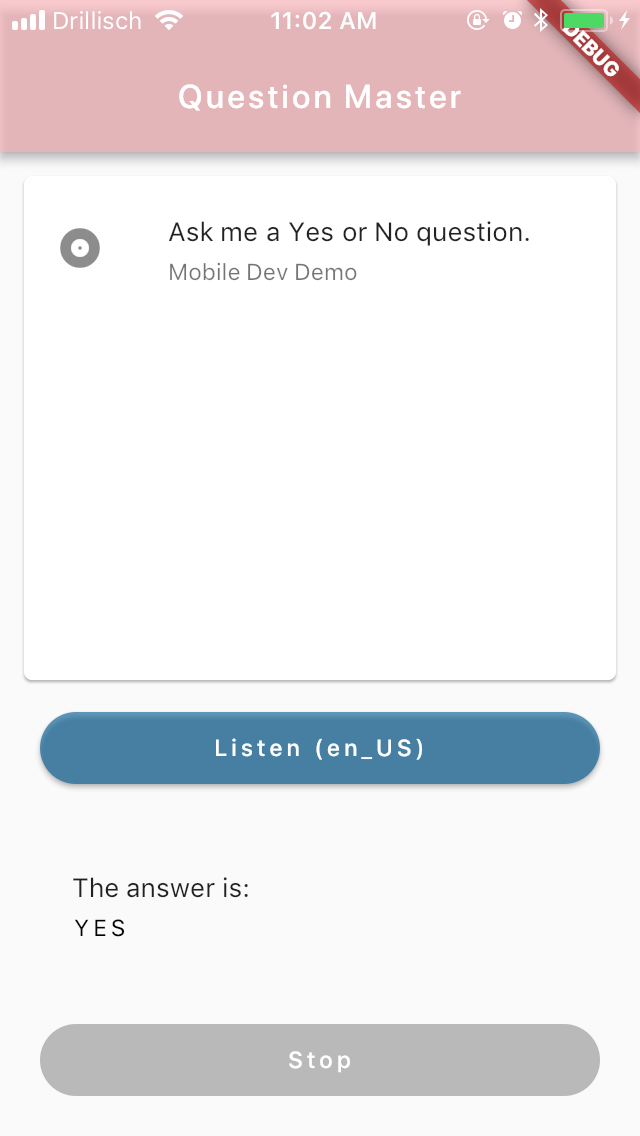 Drillisch 11:02 AM
DEBUG
Question Master
Ask me a Yes or No question.
Mobile Dev Demo
Listen (en_US)
The answer is:
YES
Stop